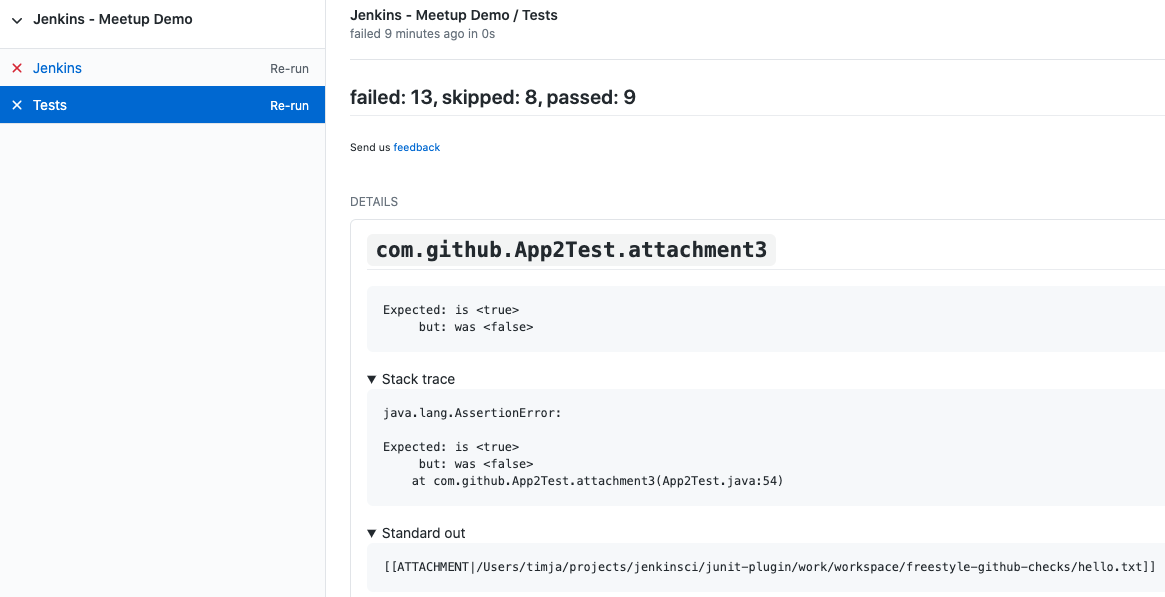 Jenkins - Meetup Demo
Jenkins
Re-run
Tests
Re-run
Jenkins - Meetup Demo / Tests
failed 9 minutes ago in 0s
failed: 13, skipped: 8, passed: 9
Send us feedback
DETAILS
com.github.App2Test.attachment3
Expected: is <true>
     but: was <false>
Stack trace
java.lang.AssertionError:
Expected: is <true>
     but: was <false>
    at com.github.App2Test.attachment3(App2Test.java:54)
Standard out
[[ATTACHMENT|/Users/timja/projects/jenkinsci/junit-plugin/work/workspace/freestyle-github-checks/hello.txt]]